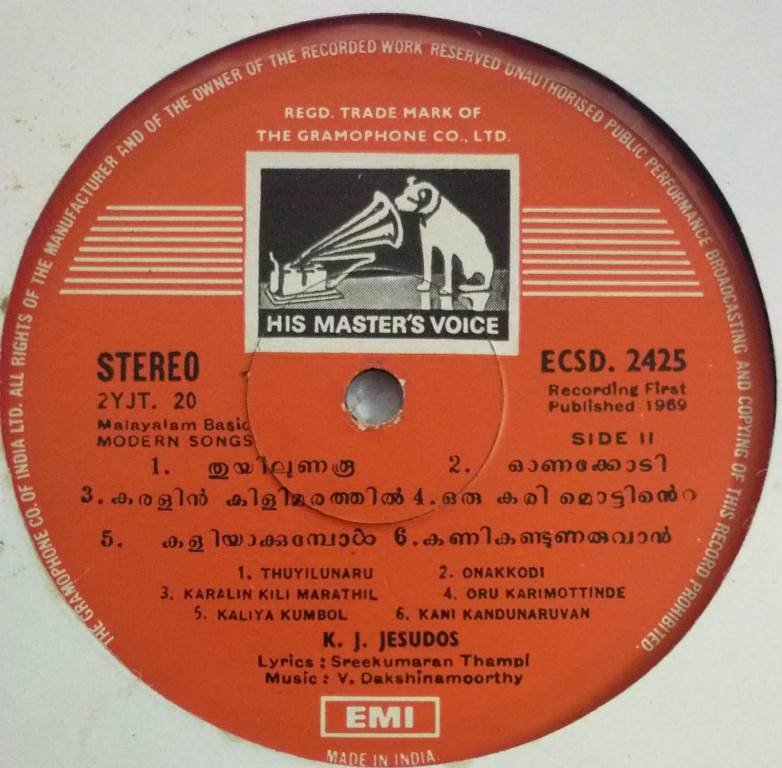 THE GRAMOPHONE CO. OF INDIA LTD. ALL RIGHTS OF THE MANUFACTURER AND OF THE OWNER OF THE RECORDED WORK RESERVED UNAUTHORISED PUBLIC PERFORMANCE BROADCASTING AND COPYING OF THIS RECORD PROHIBITED.
REGD. TRADE MARK OF
THE GRAMOPHONE CO., LTD.
HIS MASTER'S VOICE
STEREO
ECSD. 2425
2YJT. 20
Recording First
Published 1969
Malayalam Basic
MODERN SONGS
SIDE II
1. തുയിലുണരൂ 2. ഓണക്കോടി
3. കരളിൻ കിളിമരത്തിൽ 4. ഒരു കരി മൊട്ടിൻെറ
5. കളിയാക്കുമ്പോൾ 6. കണികണ്ടുണരുവാൻ
1. THUYILUNARU 2. ONAKKODI
3. KARALIN KILI MARATHIL 4. ORU KARIMOTTINDE
5. KALIYA KUMBOL 6. KANI KANDUNARUVAN
K. J. JESUDOS
Lyrics : Sreekumaran Thampi
Music : V. Dakshinamoorthy
EMI
MADE IN INDIA.